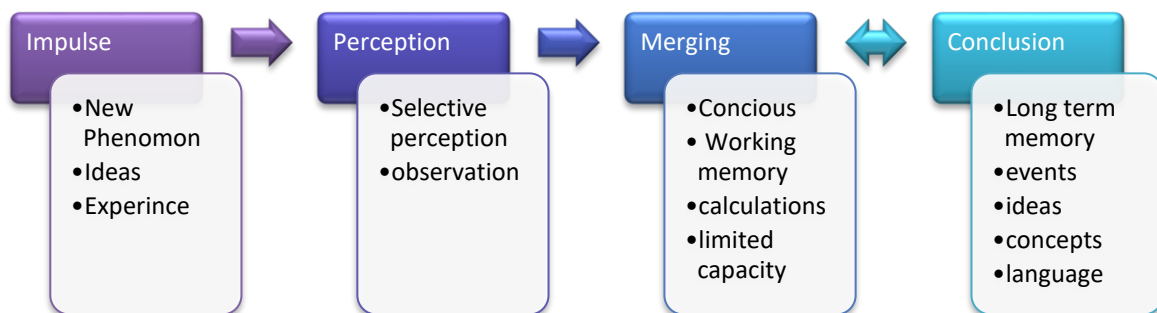 Impulse
•New
Phenomon
•Ideas
•Experince
Perception
•Selective
perception
•observation
Merging
•Concious
• Working
memory
•calculations
•limited
capacity
Conclusion
•Long term
memory
•events
•ideas
•concepts
•language